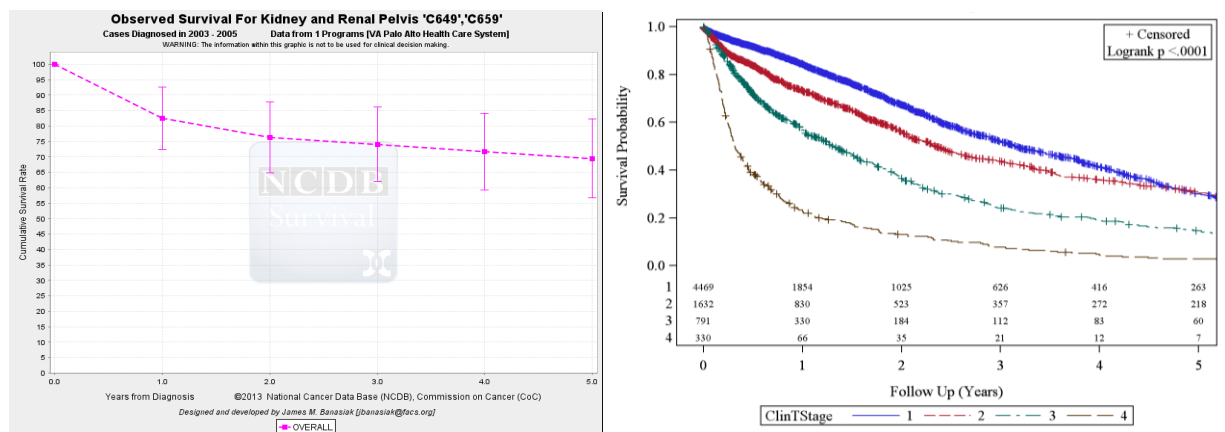 Observed Survival For Kidney and Renal Pelvis 'C649','C659'
Cases Diagnosed in 2003 - 2005 Data from 1 Programs [VA Palo Alto Health Care System]
WARNING: The information within this graphic is not to be used for clinical decision making.
Cumulative Survival Rate
100
95
90
85
80
75
70
65
60
55
50
45
40
35
30
25
20
15
10
5
0
NCDB
Survival
0.0 1.0 2.0 3.0 4.0 5.0
Years from Diagnosis ©2013 National Cancer Data Base (NCDB), Commission on Cancer (CoC)
Designed and developed by James M. Banasiak [jbanasiak@facs.org]
OVERALL
+ Censored
Logrank p <.0001
Survival Probability
1.0
0.8
0.6
0.4
0.2
0.0
1 4469 1854 1025 626 416 263
2 1632 830 523 357 272 218
3 791 330 184 112 83 60
4 330 66 35 21 12 7
0 1 2 3 4 5
Follow Up (Years)
ClinTStage 1 2 3 4